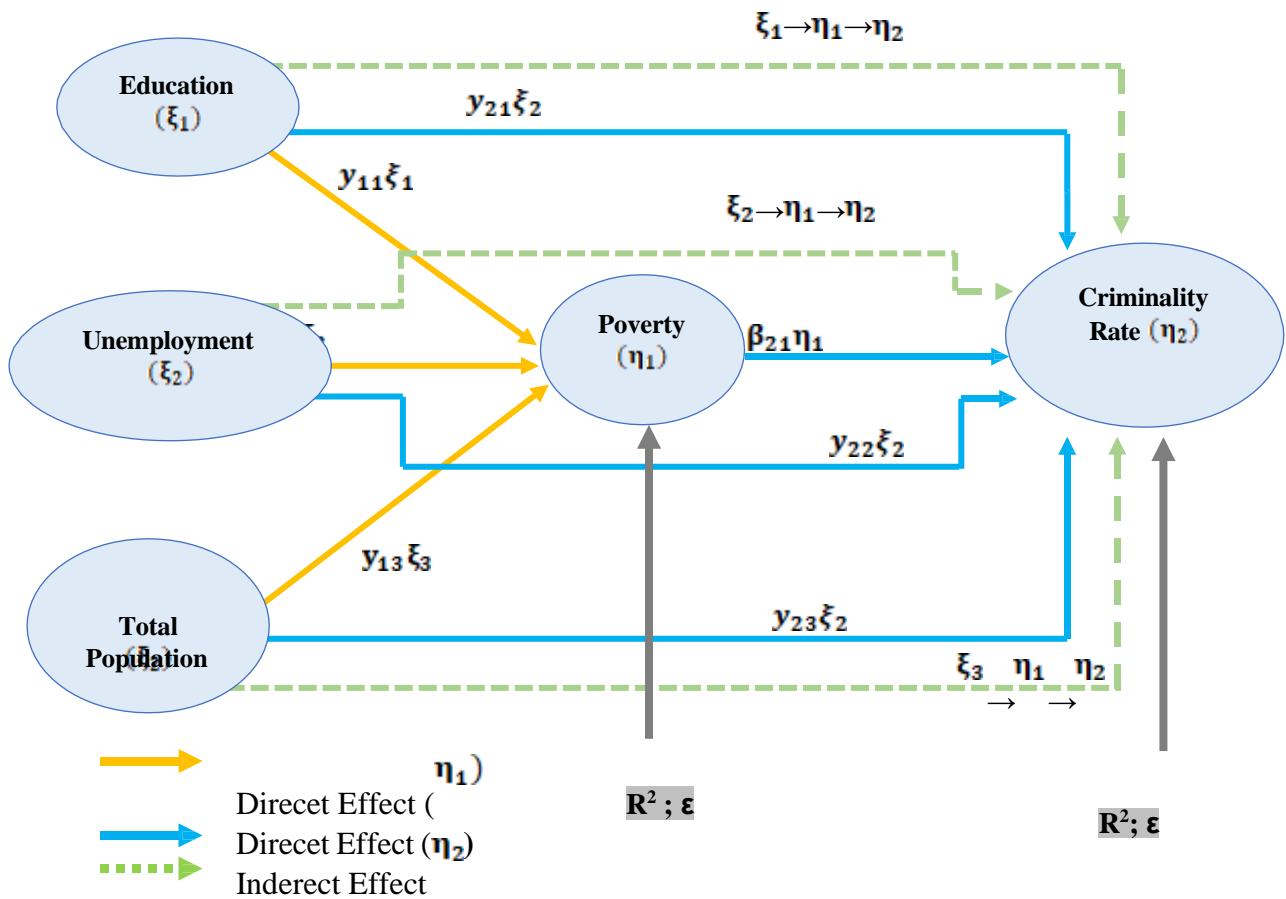 ξ₁→η₁→η₂
Education
(ξ₁)
y₂₁ξ₂
y₁₁ξ₁
ξ₂→η₁→η₂
Criminality
Rate (η₂)
Poverty
(η₁)
Unemployment
(ξ₂)
β₂₁η₁
y₂₂ξ₂
y₁₃ξ₃
Total
Population
y₂₃ξ₂
ξ₃ → η₁ → η₂
Direcet Effect (η₁)
Direcet Effect (η₂)
Inderect Effect
R² ; ε
R²; ε